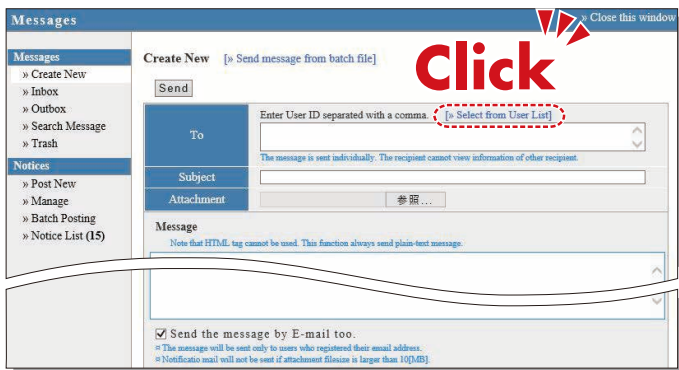 Messages
» Close this window
Click
Messages
» Create New
» Inbox
» Outbox
» Search Message
» Trash
Notices
» Post New
» Manage
» Batch Posting
» Notice List (15)
Create New [» Send message from batch file]
Send
To
Enter User ID separated with a comma. [» Select from User List]
The message is sent individually. The recipient cannot view information of other recipient.
Subject
Attachment
参照...
Message
Note that HTML tag cannot be used. This function always send plain-text message.
Send the message by E-mail too.
¤ The message will be sent only to users who registered their email address.
¤ Notificatio mail will not be sent if attachment filesize is larger than 10[MB].